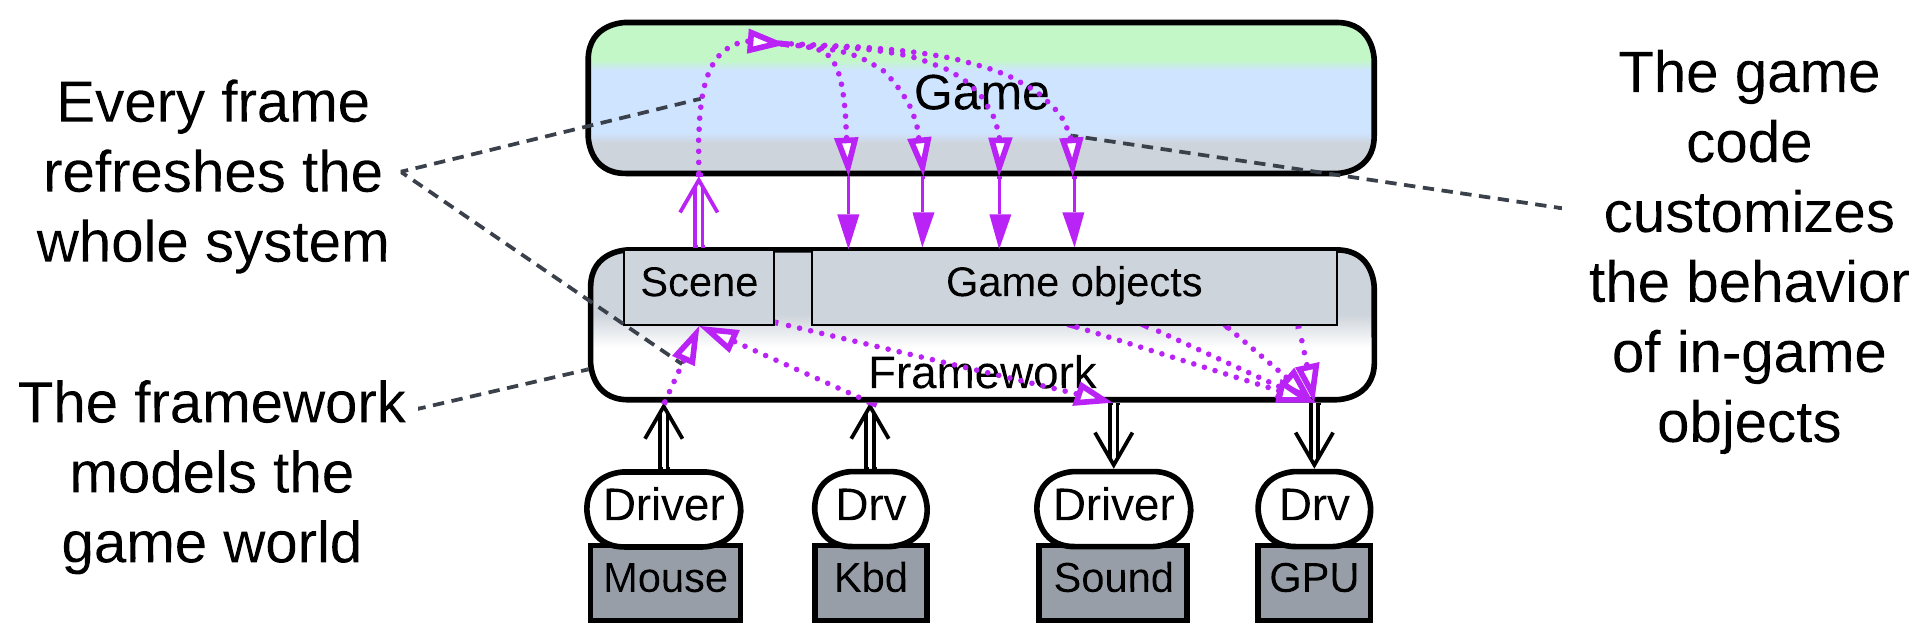 Every frame
refreshes the
whole system
The framework
models the
game world
Game
Scene
Game objects
Framework
Driver
Drv
Driver
Drv
Mouse
Kbd
Sound
GPU
The game
code
customizes
the behavior
of in-game
objects